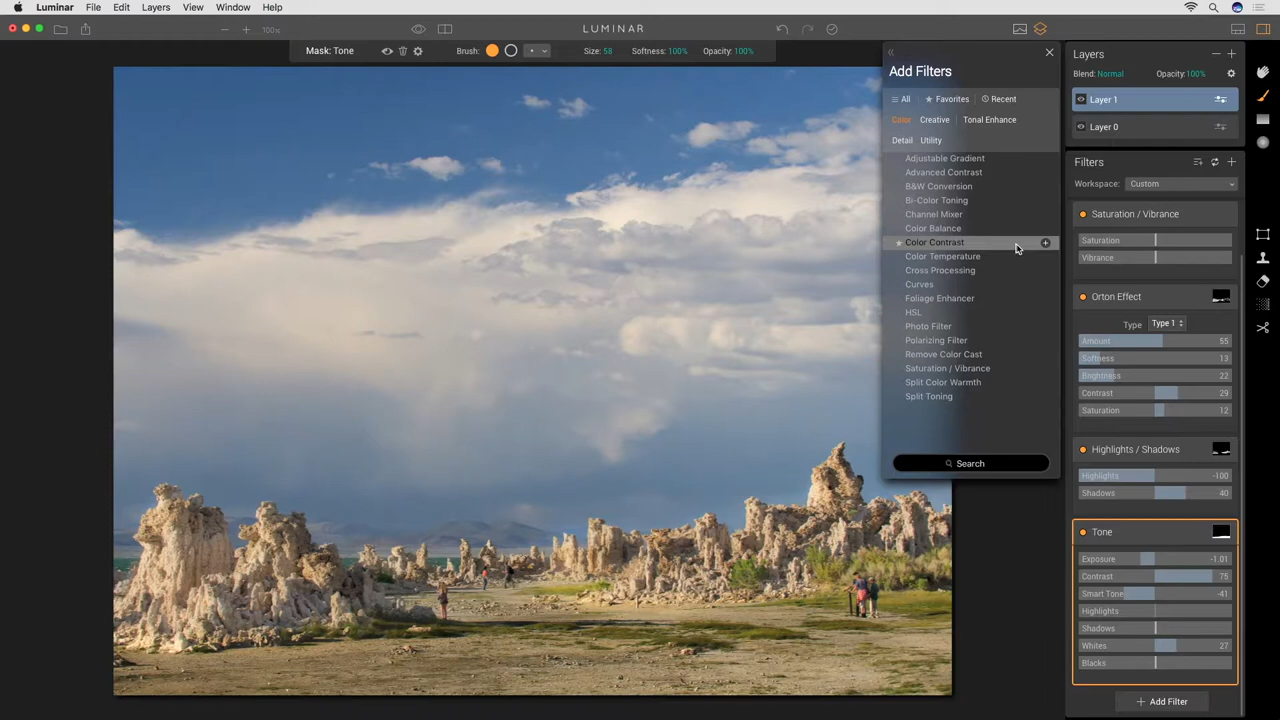 Luminar File Edit Layers View Window Help
100% LUMINAR
Mask: Tone Brush: Size: 58 Softness: 100% Opacity: 100%
Add Filters
All Favorites Recent
Color Creative Tonal Enhance
Detail Utility
Adjustable Gradient
Advanced Contrast
B&W Conversion
Bi-Color Toning
Channel Mixer
Color Balance
Color Contrast
Color Temperature
Cross Processing
Curves
Foliage Enhancer
HSL
Photo Filter
Polarizing Filter
Remove Color Cast
Saturation / Vibrance
Split Color Warmth
Split Toning
Search
Layers
Blend: Normal Opacity: 100%
Layer 1
Layer 0
Filters
Workspace: Custom
Saturation / Vibrance
Saturation
Vibrance
Orton Effect
Type Type 1
Amount 55
Softness 13
Brightness 22
Contrast 29
Saturation 12
Highlights / Shadows
Highlights -100
Shadows 40
Tone
Exposure -1.01
Contrast 75
Smart Tone -41
Highlights
Shadows
Whites 27
Blacks
Add Filter